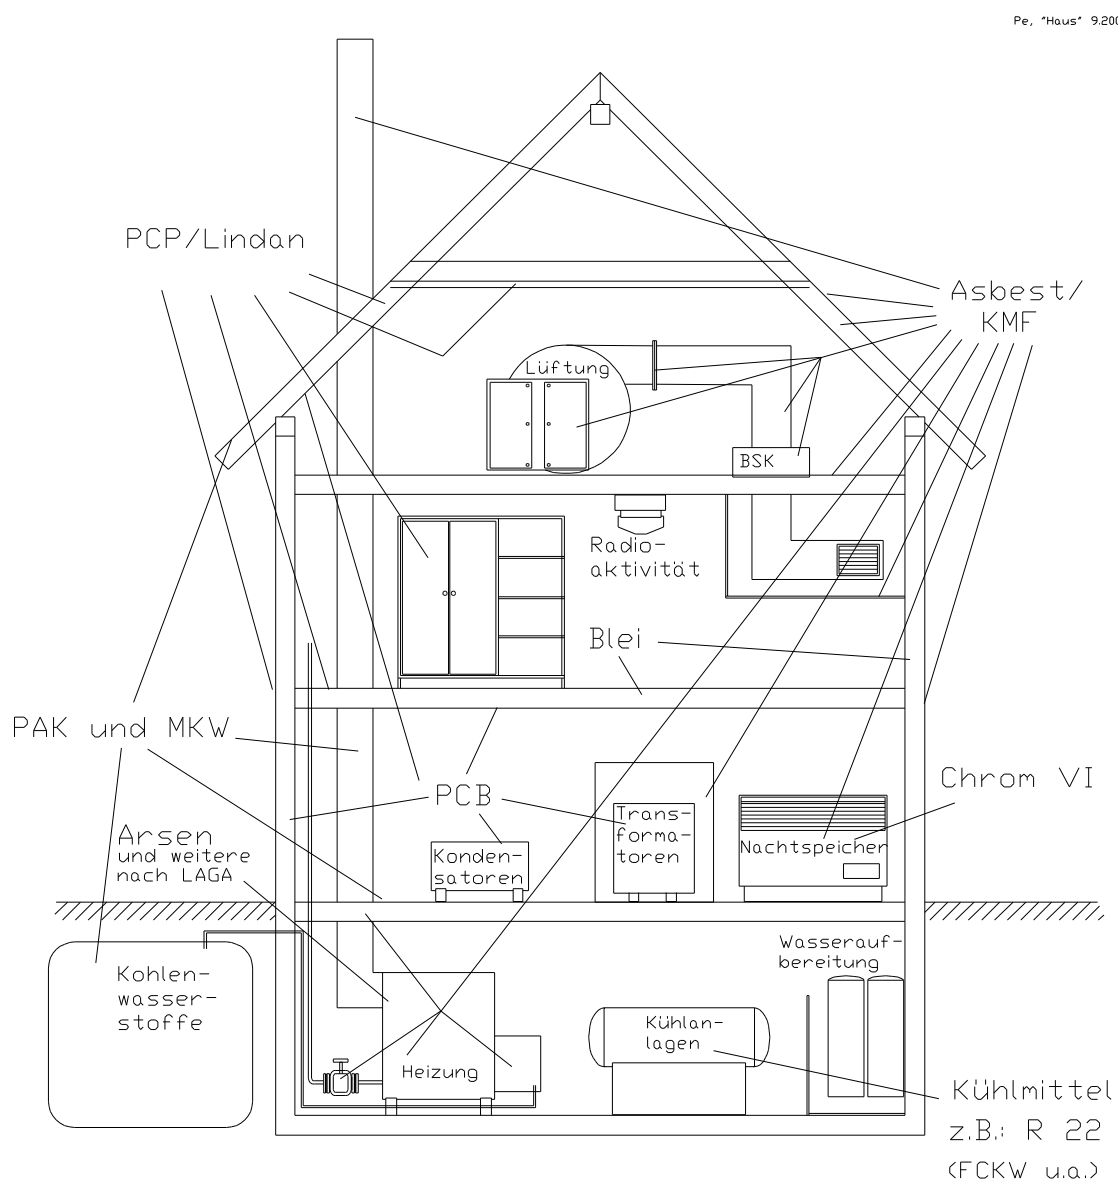 Pe, "Haus" 9.200
PCP/Lindan
Asbest/
KMF
Lüftung
BSK
Radio-
aktivität
Blei
PAK und MKW
Chrom VI
PCB
Trans-
forma-
toren
Arsen
und weitere
nach LAGA
Konden-
satoren
Nachtspeicher
Wasserauf-
bereitung
Kohlen-
wasser-
stoffe
Kühlan-
lagen
Heizung
Kühlmittel
z.B.: R 22
(FCKW u.a.)